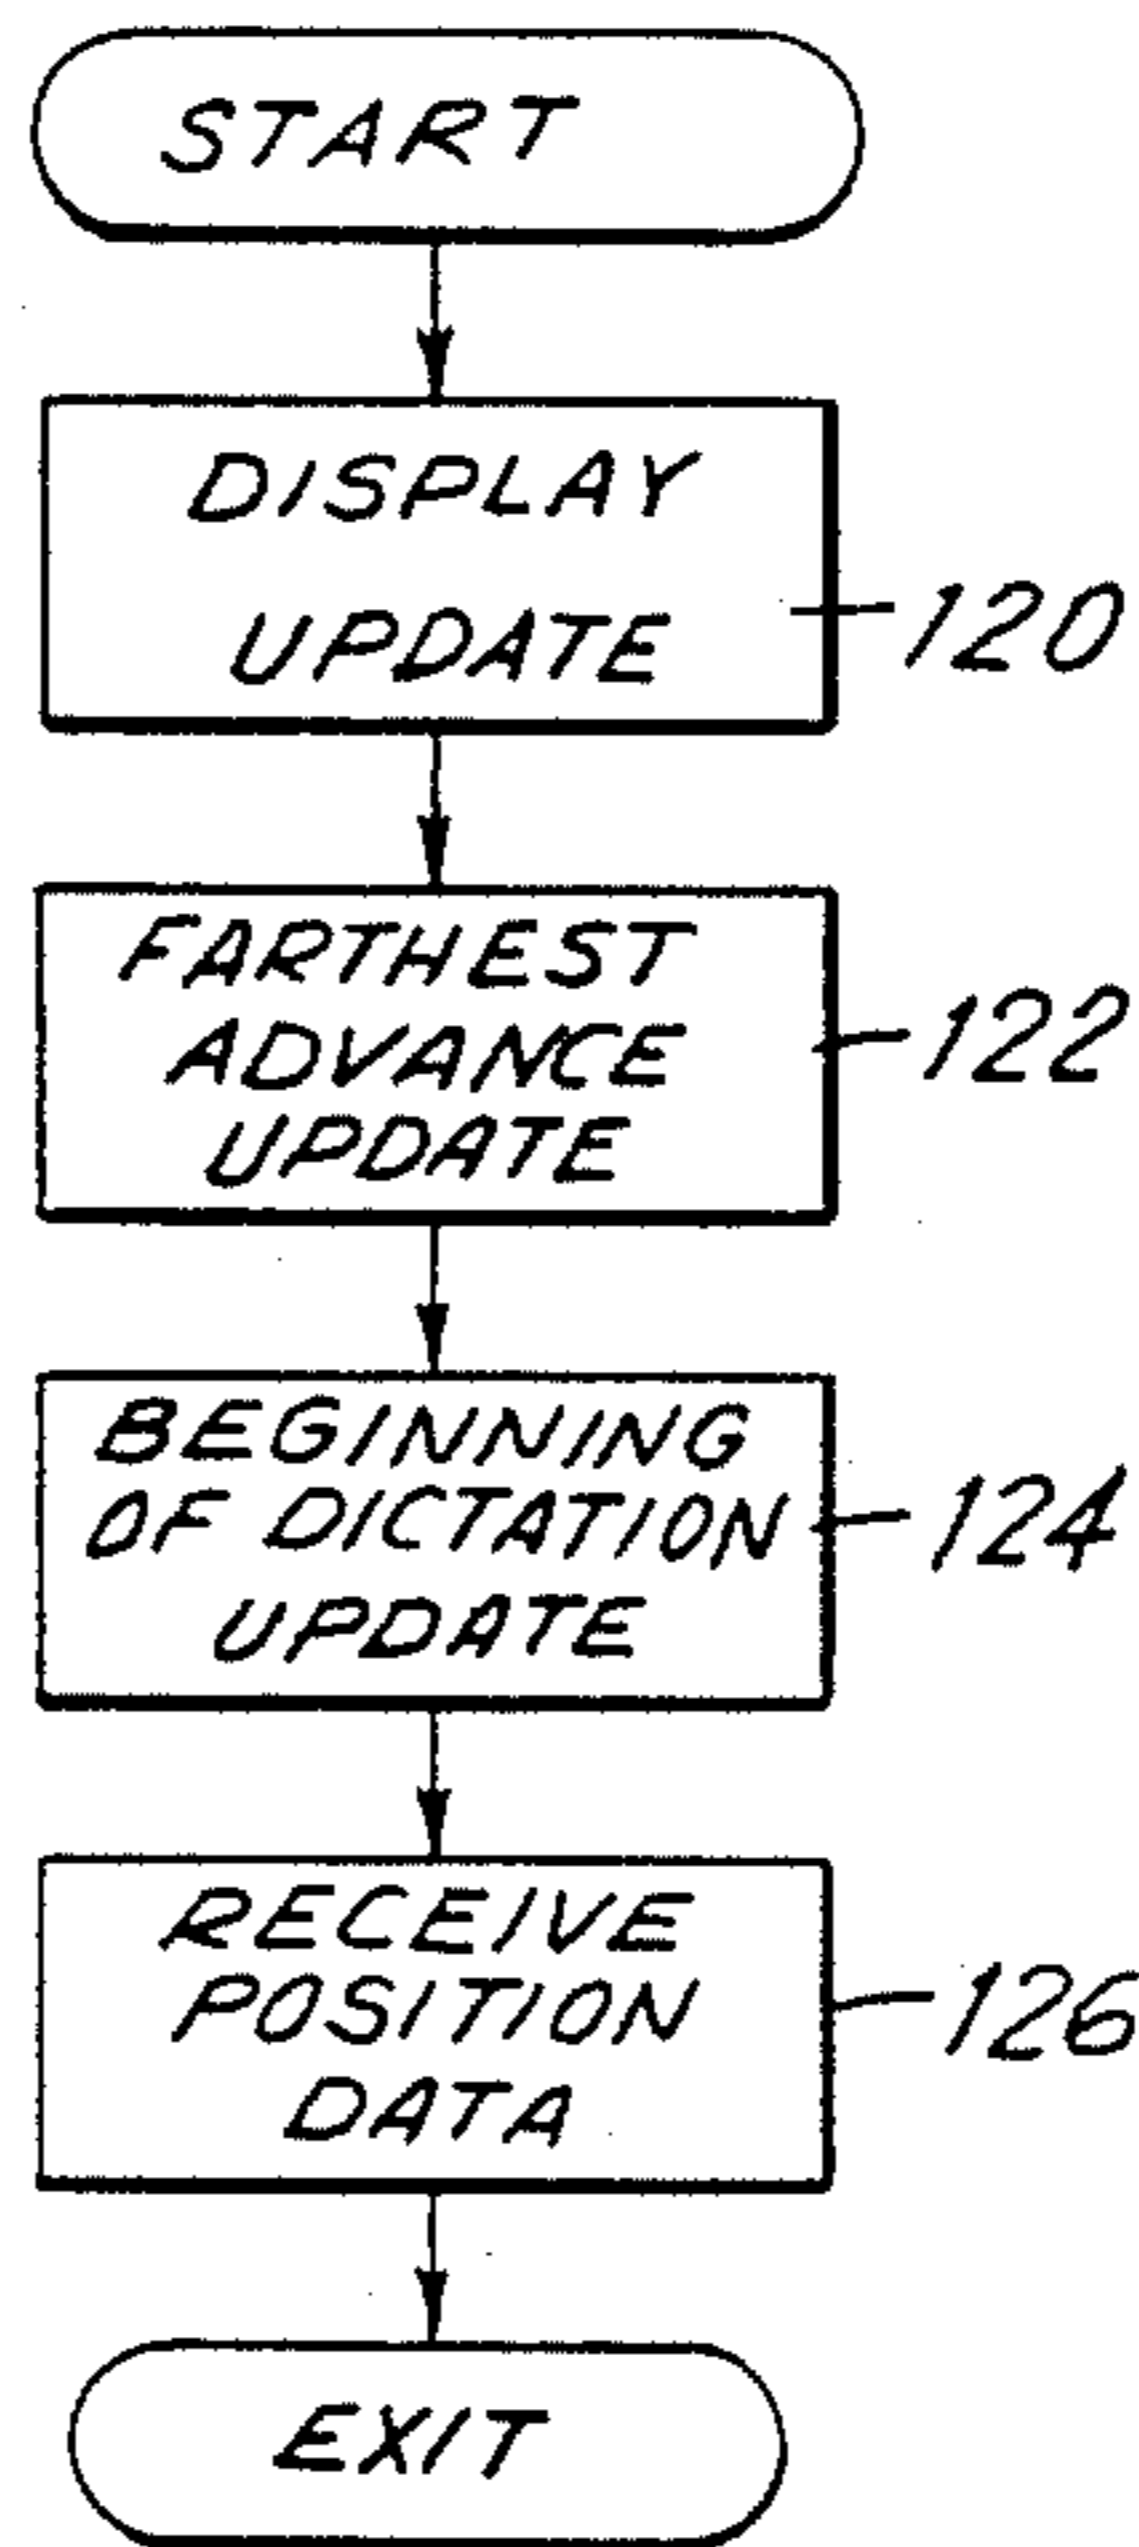 START
DISPLAY
UPDATE
120
FARTHEST
ADVANCE
UPDATE
122
BEGINNING
OF DICTATION
UPDATE
124
RECEIVE
POSITION
DATA
126
EXIT